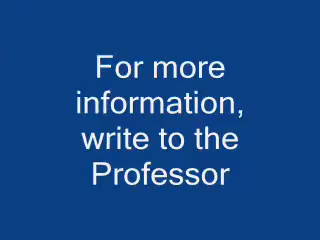 For more
information,
write to the
Professor